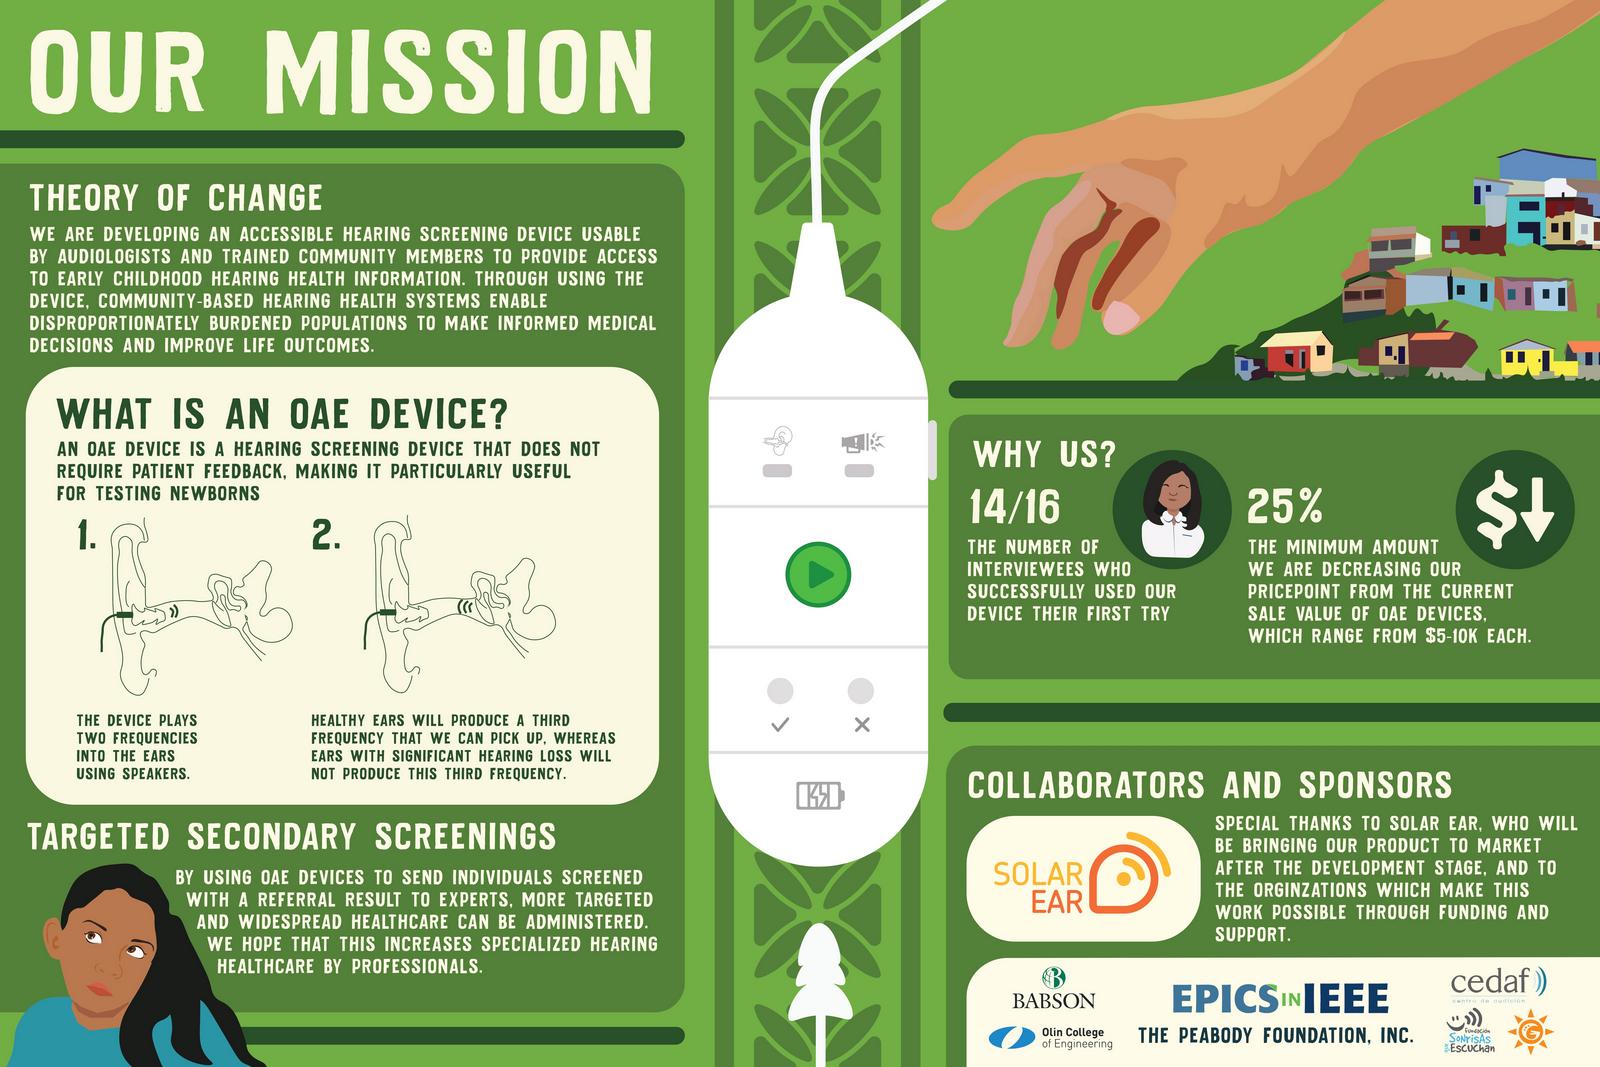 OUR MISSION
THEORY OF CHANGE
WE ARE DEVELOPING AN ACCESSIBLE HEARING SCREENING DEVICE USABLE
BY AUDIOLOGISTS AND TRAINED COMMUNITY MEMBERS TO PROVIDE ACCESS
TO EARLY CHILDHOOD HEARING HEALTH INFORMATION. THROUGH USING THE
DEVICE, COMMUNITY-BASED HEARING HEALTH SYSTEMS ENABLE
DISPROPORTIONATELY BURDENED POPULATIONS TO MAKE INFORMED MEDICAL
DECISIONS AND IMPROVE LIFE OUTCOMES.
WHAT IS AN OAE DEVICE?
AN OAE DEVICE IS A HEARING SCREENING DEVICE THAT DOES NOT
REQUIRE PATIENT FEEDBACK, MAKING IT PARTICULARLY USEFUL
FOR TESTING NEWBORNS
1.
THE DEVICE PLAYS
TWO FREQUENCIES
INTO THE EARS
USING SPEAKERS.
2.
HEALTHY EARS WILL PRODUCE A THIRD
FREQUENCY THAT WE CAN PICK UP, WHEREAS
EARS WITH SIGNIFICANT HEARING LOSS WILL
NOT PRODUCE THIS THIRD FREQUENCY.
TARGETED SECONDARY SCREENINGS
BY USING OAE DEVICES TO SEND INDIVIDUALS SCREENED
WITH A REFERRAL RESULT TO EXPERTS, MORE TARGETED
AND WIDESPREAD HEALTHCARE CAN BE ADMINISTERED.
WE HOPE THAT THIS INCREASES SPECIALIZED HEARING
HEALTHCARE BY PROFESSIONALS.
WHY US?
14/16
THE NUMBER OF
INTERVIEWEES WHO
SUCCESSFULLY USED OUR
DEVICE THEIR FIRST TRY
25%
THE MINIMUM AMOUNT
WE ARE DECREASING OUR
PRICEPOINT FROM THE CURRENT
SALE VALUE OF OAE DEVICES,
WHICH RANGE FROM $5-10K EACH.
$
COLLABORATORS AND SPONSORS
SOLAR
EAR
SPECIAL THANKS TO SOLAR EAR, WHO WILL
BE BRINGING OUR PRODUCT TO MARKET
AFTER THE DEVELOPMENT STAGE, AND TO
THE ORGINZATIONS WHICH MAKE THIS
WORK POSSIBLE THROUGH FUNDING AND
SUPPORT.
B
BABSON
Olin College
of Engineering
EPICS IN IEEE
THE PEABODY FOUNDATION, INC.
cedaf
centro de audición
Fundación
SonrisAs
que EScuchan
G